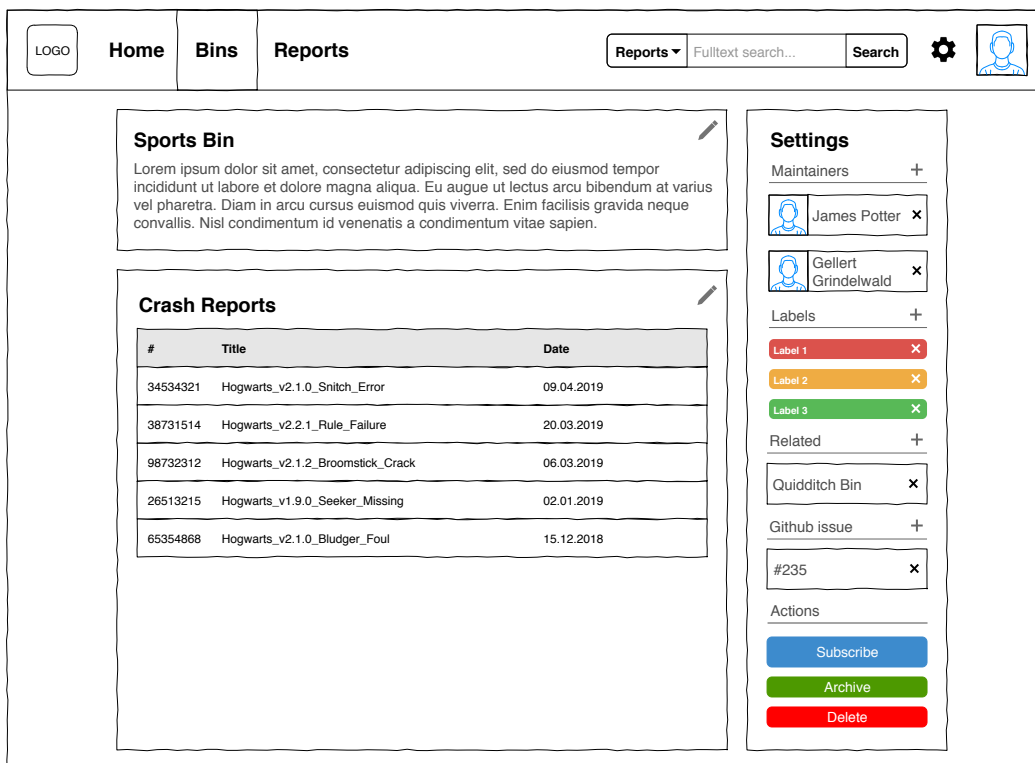 LOGO
Home
Bins
Reports
Reports
Fulltext search...
Search
Sports Bin
Lorem ipsum dolor sit amet, consectetur adipiscing elit, sed do eiusmod tempor
incididunt ut labore et dolore magna aliqua. Eu augue ut lectus arcu bibendum at varius
vel pharetra. Diam in arcu cursus euismod quis viverra. Enim facilisis gravida neque
convallis. Nisl condimentum id venenatis a condimentum vitae sapien.
Crash Reports
# Title Date
34534321 Hogwarts_v2.1.0_Snitch_Error 09.04.2019
38731514 Hogwarts_v2.2.1_Rule_Failure 20.03.2019
98732312 Hogwarts_v2.1.2_Broomstick_Crack 06.03.2019
26513215 Hogwarts_v1.9.0_Seeker_Missing 02.01.2019
65354868 Hogwarts_v2.1.0_Bludger_Foul 15.12.2018
Settings
Maintainers
James Potter
Gellert
Grindelwald
Labels
Label 1
Label 2
Label 3
Related
Quidditch Bin
Github issue
#235
Actions
Subscribe
Archive
Delete